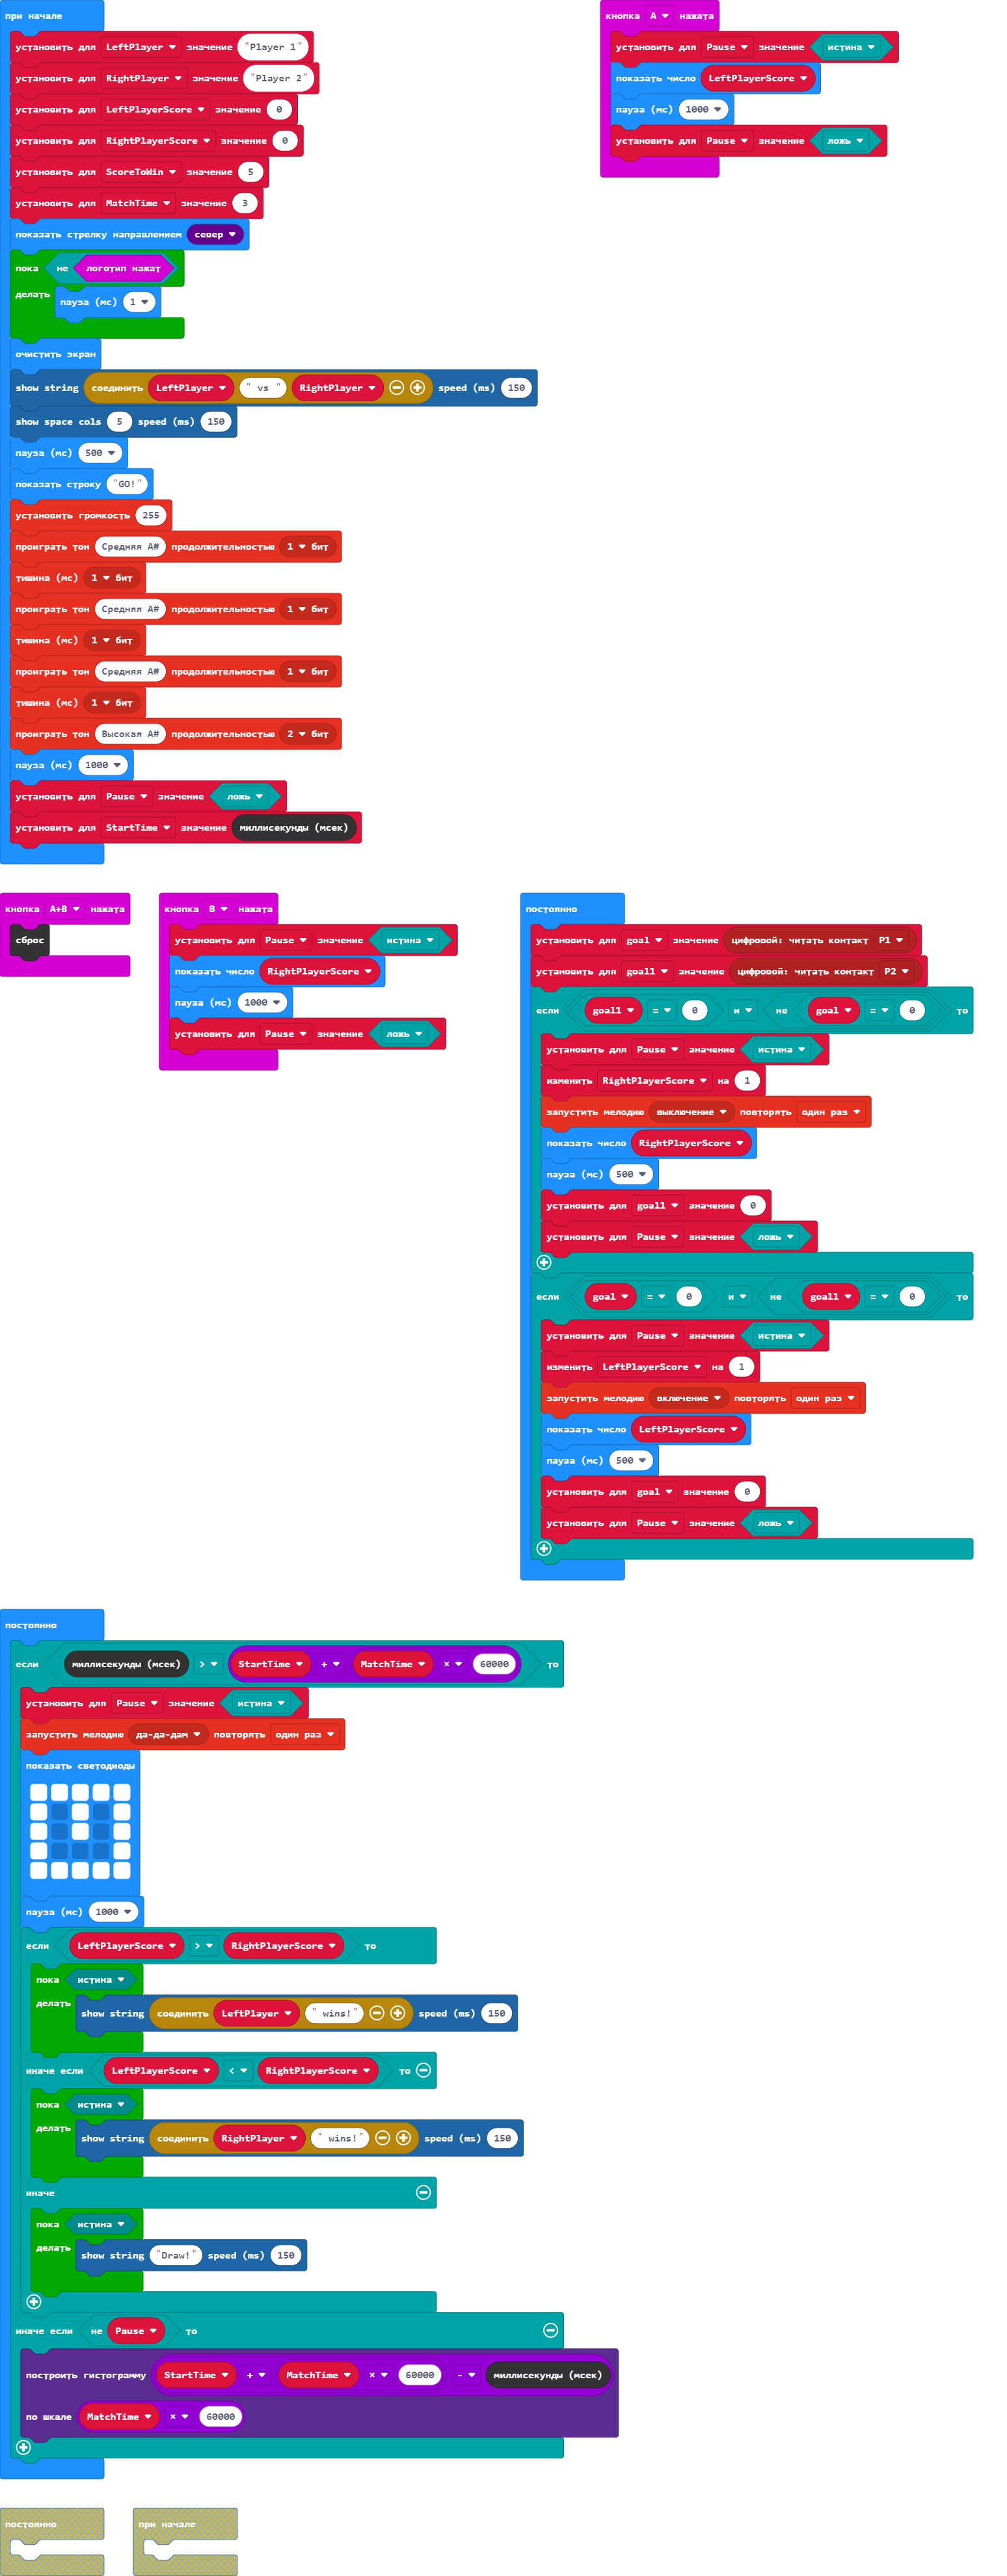 при начале
установить для LeftPlayer значение "Player 1"
установить для RightPlayer значение "Player 2"
установить для LeftPlayerScore значение 0
установить для RightPlayerScore значение 0
установить для ScoreToWin значение 5
установить для MatchTime значение 3
показать стрелку направлением север
пока не логотип нажат
делать пауза (мс) 1
очистить экран
show string соединить LeftPlayer " vs " RightPlayer speed (ms) 150
show space cols 5 speed (ms) 150
пауза (мс) 500
показать строку "GO!"
установить громкость 255
проиграть тон Средняя A# продолжительностью 1 бит
тишина (мс) 1 бит
проиграть тон Средняя A# продолжительностью 1 бит
тишина (мс) 1 бит
проиграть тон Средняя A# продолжительностью 1 бит
тишина (мс) 1 бит
проиграть тон Высокая A# продолжительностью 2 бит
пауза (мс) 1000
установить для Pause значение ложь
установить для StartTime значение миллисекунды (мсек)
кнопка A нажата
установить для Pause значение истина
показать число LeftPlayerScore
пауза (мс) 1000
установить для Pause значение ложь
кнопка A+B нажата
сброс
кнопка B нажата
установить для Pause значение истина
показать число RightPlayerScore
пауза (мс) 1000
установить для Pause значение ложь
постоянно
установить для goal значение цифровой: читать контакт P1
установить для goal1 значение цифровой: читать контакт P2
если goal1 = 0 и не goal = 0 то
установить для Pause значение истина
изменить RightPlayerScore на 1
запустить мелодию выключение повторять один раз
показать число RightPlayerScore
пауза (мс) 500
установить для goal1 значение 0
установить для Pause значение ложь
если goal = 0 и не goal1 = 0 то
установить для Pause значение истина
изменить LeftPlayerScore на 1
запустить мелодию включение повторять один раз
показать число LeftPlayerScore
пауза (мс) 500
установить для goal значение 0
установить для Pause значение ложь
постоянно
если миллисекунды (мсек) > StartTime + MatchTime × 60000 то
установить для Pause значение истина
запустить мелодию да-да-дам повторять один раз
показать светодиоды
пауза (мс) 1000
если LeftPlayerScore > RightPlayerScore то
пока истина
делать show string соединить LeftPlayer " wins!" speed (ms) 150
иначе если LeftPlayerScore < RightPlayerScore то
пока истина
делать show string соединить RightPlayer " wins!" speed (ms) 150
иначе
пока истина
делать show string "Draw!" speed (ms) 150
иначе если не Pause то
построить гистограмму StartTime + MatchTime × 60000 - миллисекунды (мсек)
по шкале MatchTime × 60000
постоянно
при начале